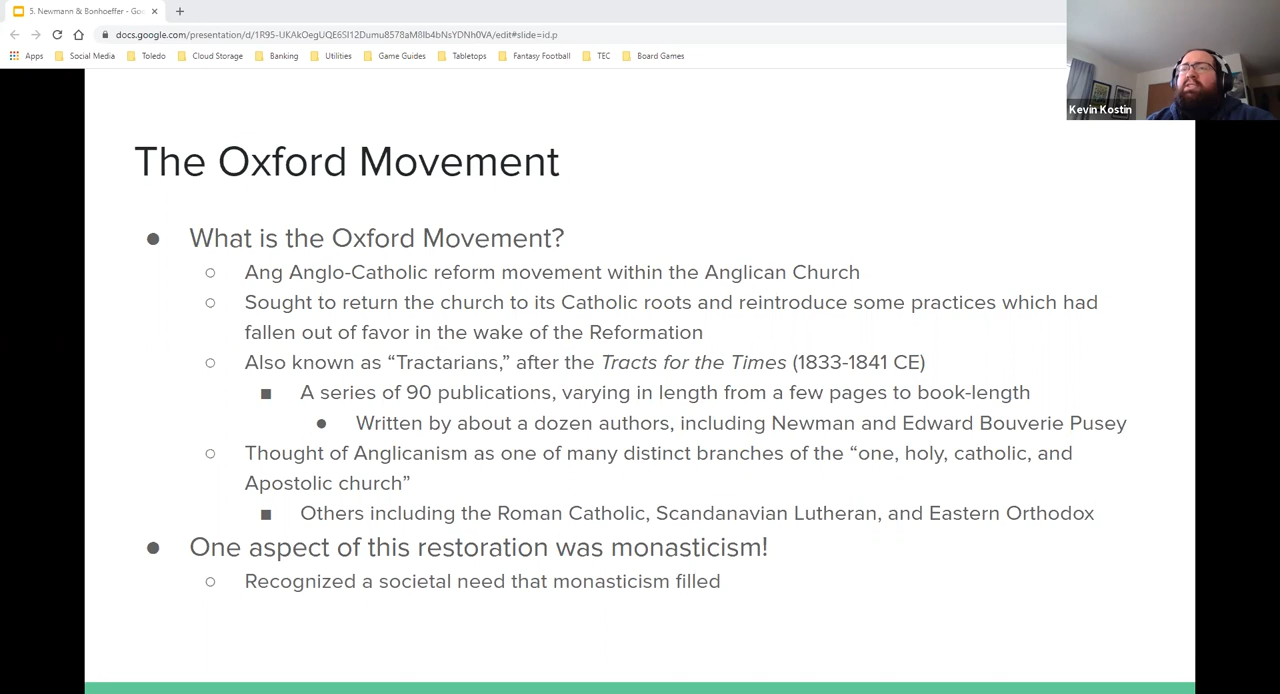 5. Newmann & Bonhoeffer - Goo
docs.google.com/presentation/d/1R95-UKAkOegUQE6SI12Dumu8578aM8Ib4bNsYDNh0VA/edit#slide=id.p
Apps Social Media Toledo Cloud Storage Banking Utilities Game Guides Tabletops Fantasy Football TEC Board Games
Kevin Kostin
The Oxford Movement
● What is the Oxford Movement?
○ Ang Anglo-Catholic reform movement within the Anglican Church
○ Sought to return the church to its Catholic roots and reintroduce some practices which had
fallen out of favor in the wake of the Reformation
○ Also known as “Tractarians,” after the Tracts for the Times (1833-1841 CE)
■ A series of 90 publications, varying in length from a few pages to book-length
● Written by about a dozen authors, including Newman and Edward Bouverie Pusey
○ Thought of Anglicanism as one of many distinct branches of the “one, holy, catholic, and
Apostolic church”
■ Others including the Roman Catholic, Scandanavian Lutheran, and Eastern Orthodox
● One aspect of this restoration was monasticism!
○ Recognized a societal need that monasticism filled